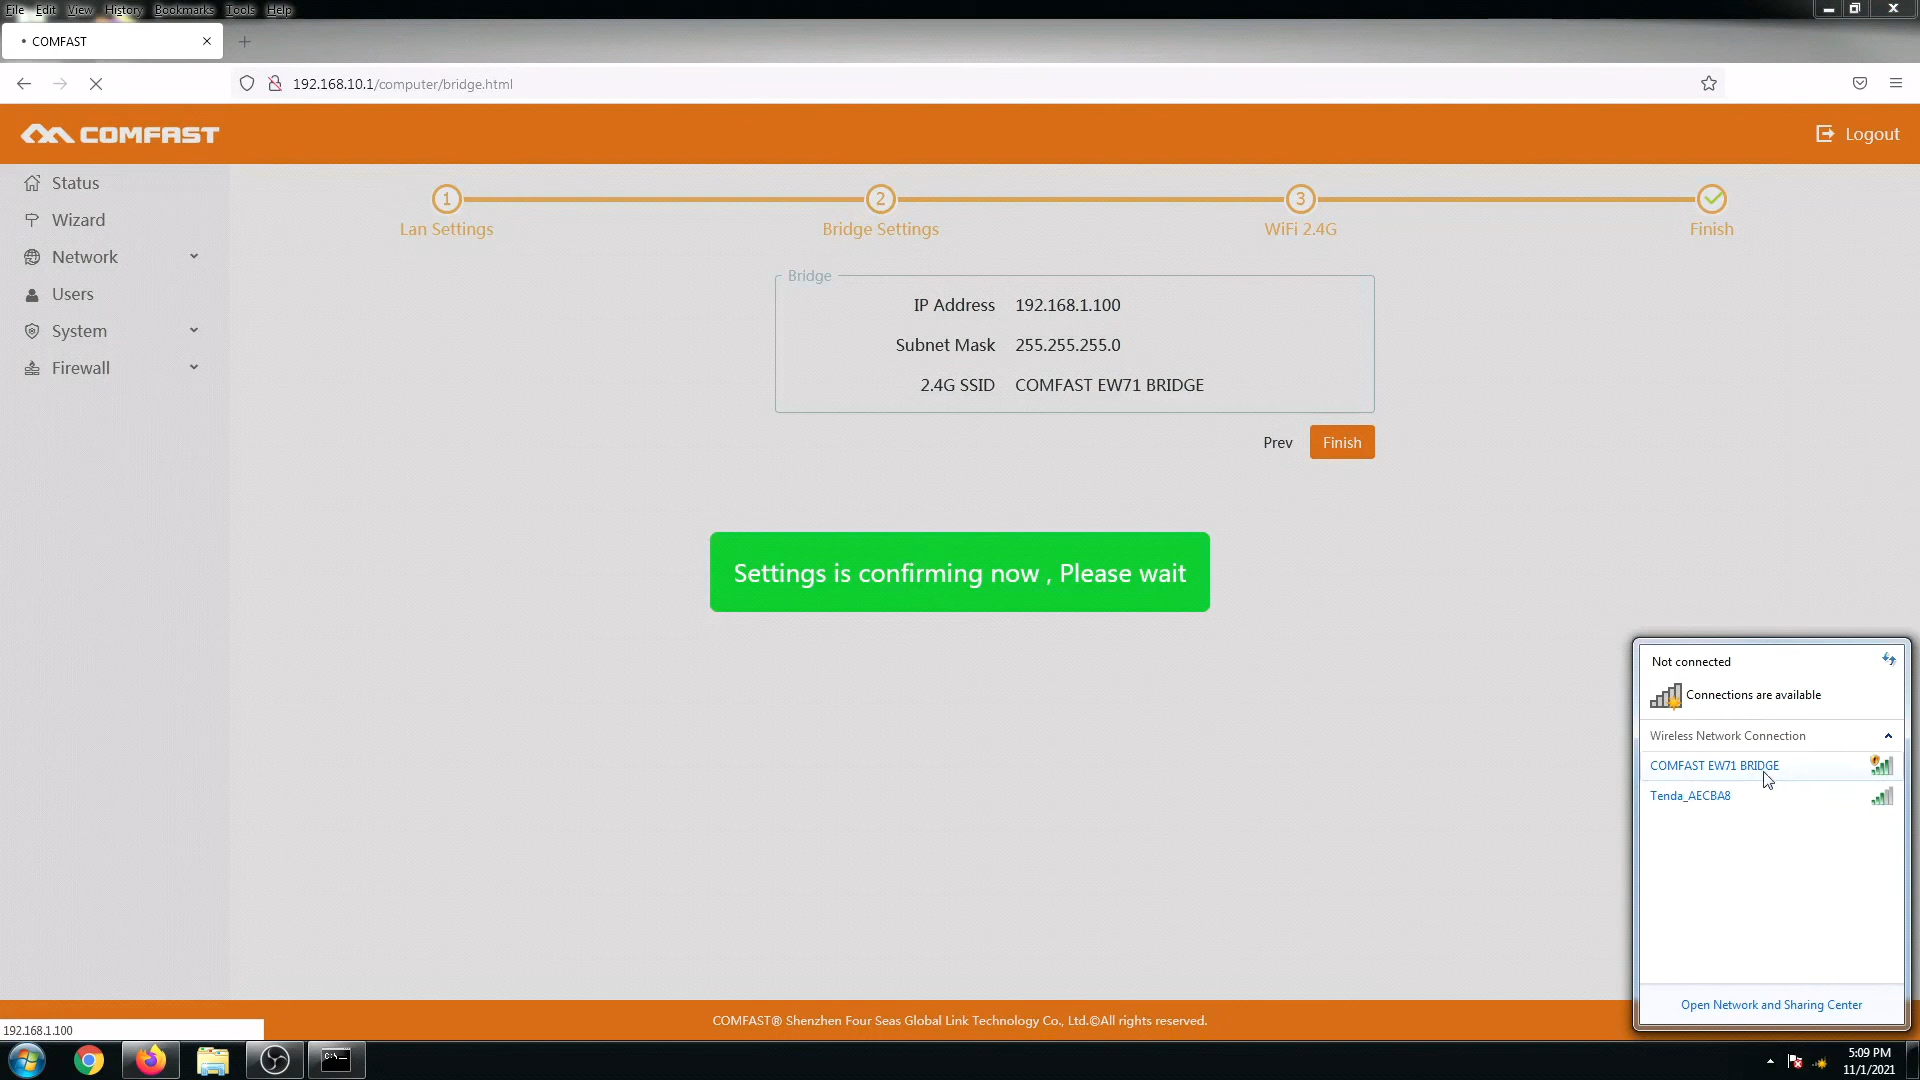 File Edit View History Bookmarks Tools Help
COMFAST
192.168.10.1/computer/bridge.html
COMFAST
Logout
Status
Wizard
Network
Users
System
Firewall
1
2
3
Lan Settings
Bridge Settings
WiFi 2.4G
Finish
Bridge
IP Address 192.168.1.100
Subnet Mask 255.255.255.0
2.4G SSID COMFAST EW71 BRIDGE
Prev
Finish
Settings is confirming now , Please wait
Not connected
Connections are available
Wireless Network Connection
COMFAST EW71 BRIDGE
Tenda_AECBA8
Open Network and Sharing Center
COMFAST® Shenzhen Four Seas Global Link Technology Co., Ltd.©All rights reserved.
192.168.1.100
C:\
5:09 PM
11/1/2021